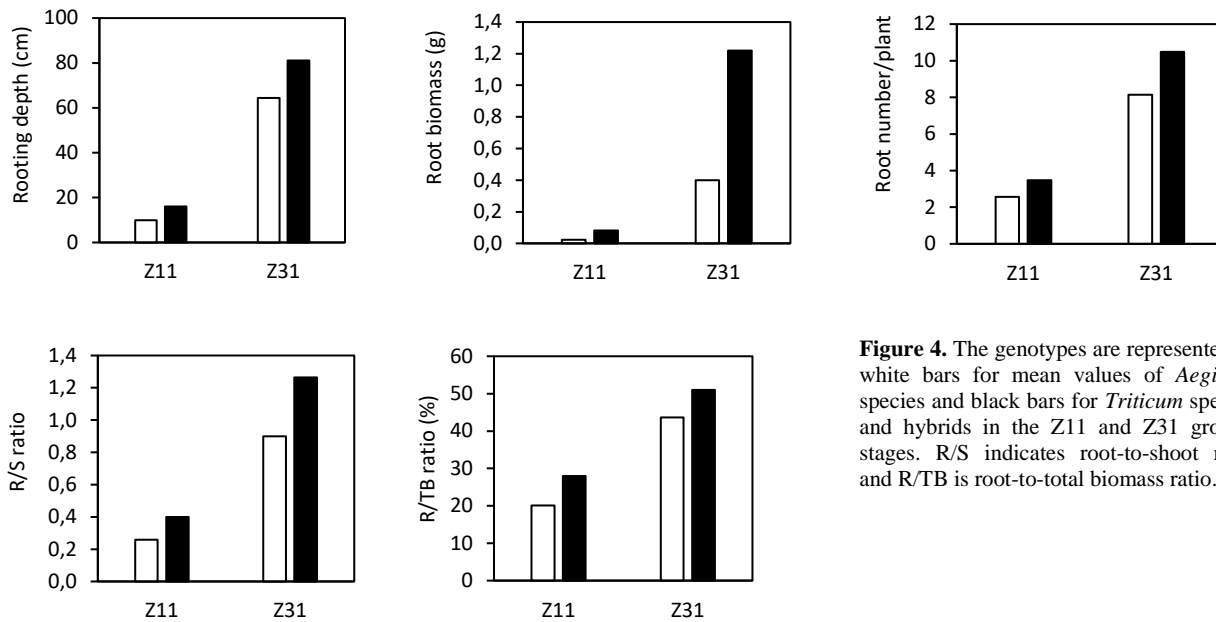 Rooting depth (cm)
100
80
60
40
20
0
Z11 Z31
Root biomass (g)
1,4
1,2
1,0
0,8
0,6
0,4
0,2
0,0
Z11 Z31
Root number/plant
12
10
8
6
4
2
0
Z11 Z31
R/S ratio
1,4
1,2
1,0
0,8
0,6
0,4
0,2
0,0
Z11 Z31
R/TB ratio (%)
60
50
40
30
20
10
0
Z11 Z31
Figure 4. The genotypes are represente
white bars for mean values of Aegi
species and black bars for Triticum spe
and hybrids in the Z11 and Z31 gro
stages. R/S indicates root-to-shoot
and R/TB is root-to-total biomass ratio.